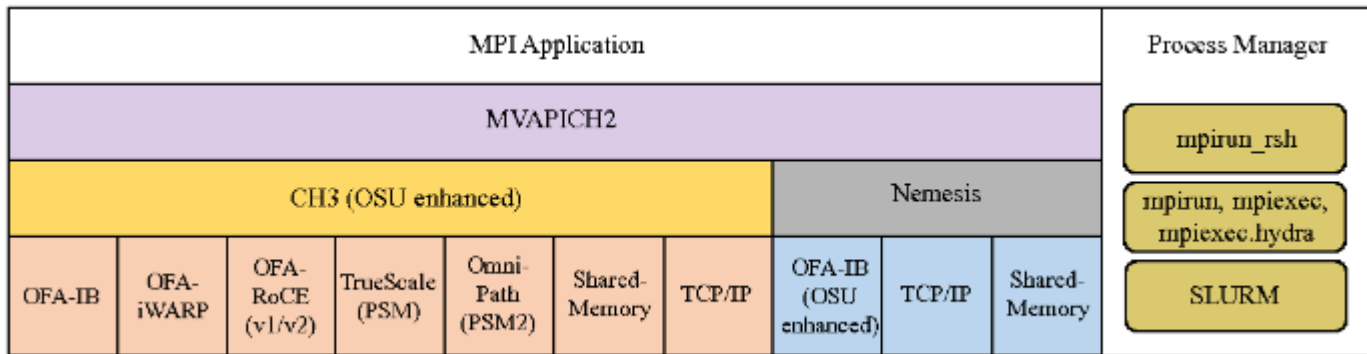 MPI Application
Process Manager
MVAPICH2
mpirun_rsh
CH3 (OSU enhanced)
Nemesis
mpirun, mpiexec,
mpiexec.hydra
OFA-IB
OFA-
iWARP
OFA-
RoCE
(v1/v2)
TrueScale
(PSM)
Omni-
Path
(PSM2)
Shared-
Memory
TCP/IP
OFA-IB
(OSU
enhanced)
TCP/IP
Shared-
Memory
SLURM